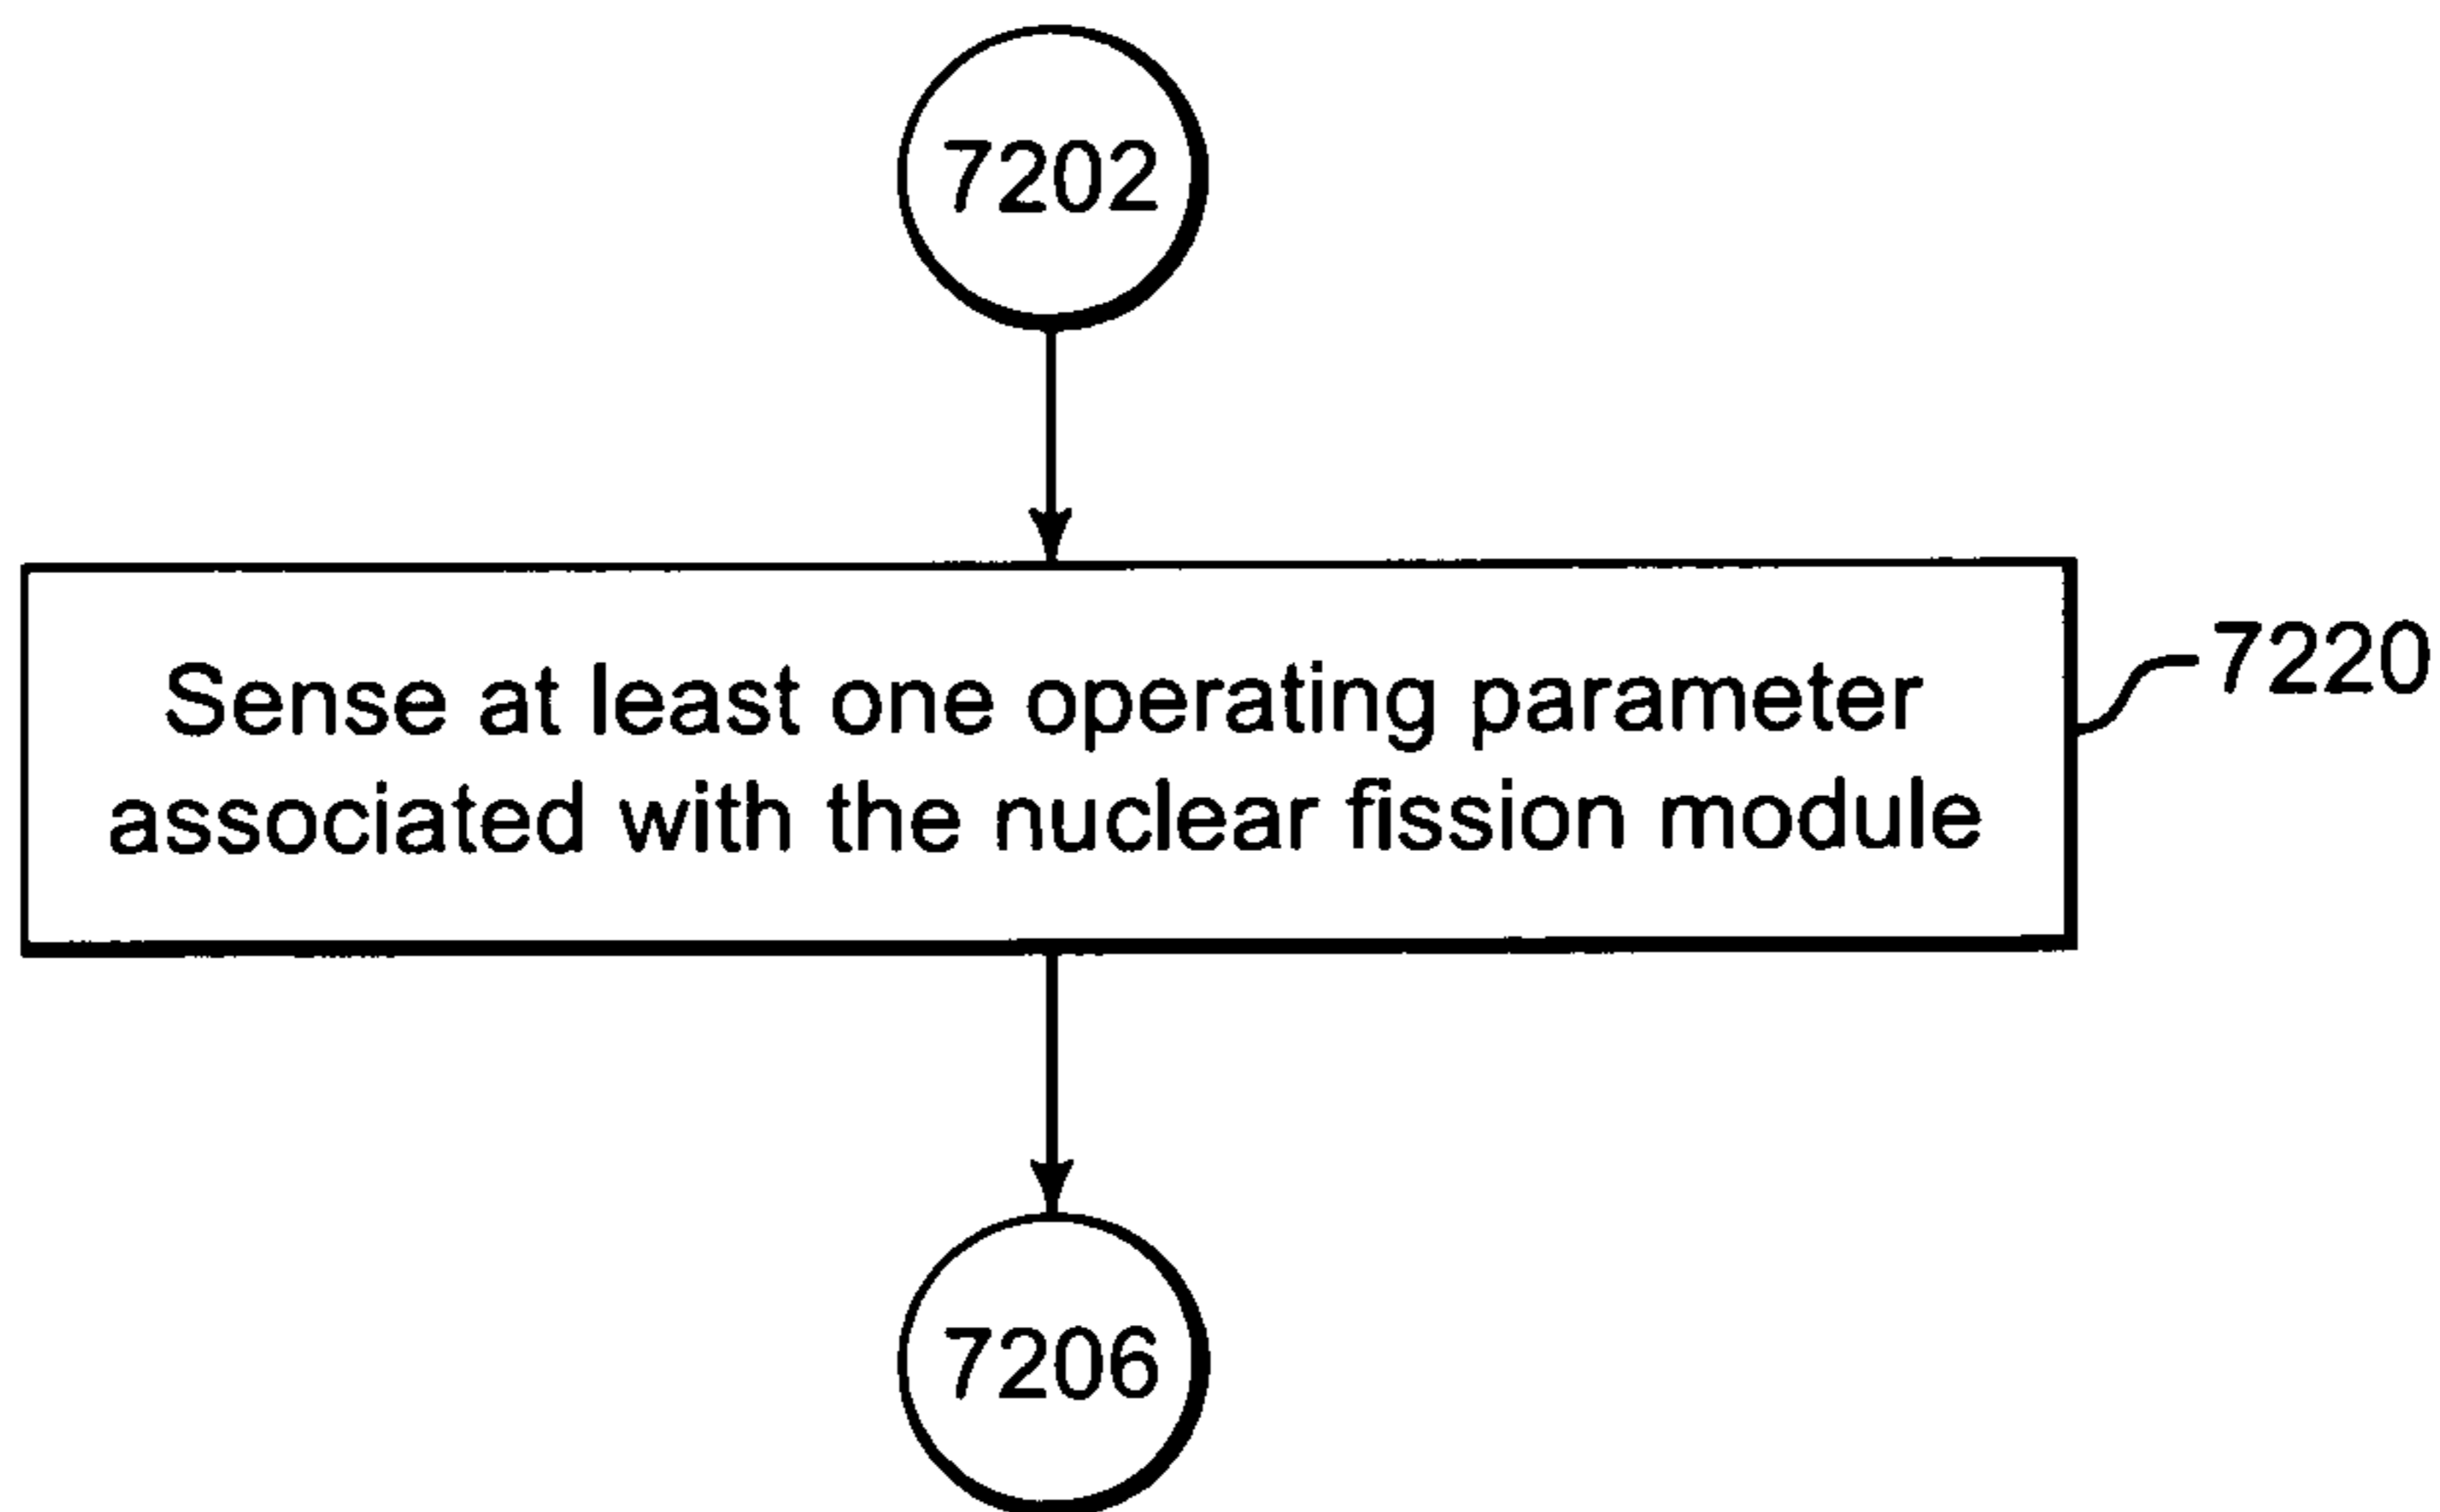 7202
Sense at least one operating parameter
associated with the nuclear fission module
7220
7206